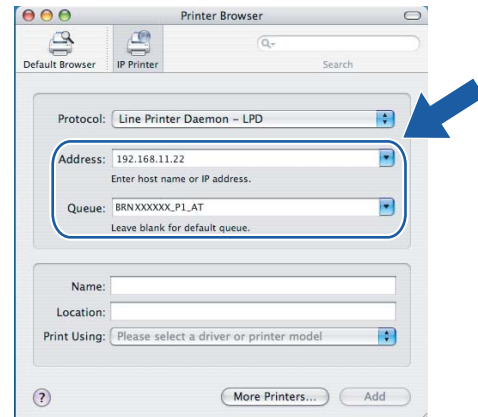 Printer Browser
Default Browser
IP Printer
Q-
Search
Protocol: Line Printer Daemon – LPD
Address: 192.168.11.22
Enter host name or IP address.
Queue: BRNXXXXXX_P1_AT
Leave blank for default queue.
Name:
Location:
Print Using: Please select a driver or printer model
?
More Printers...
Add